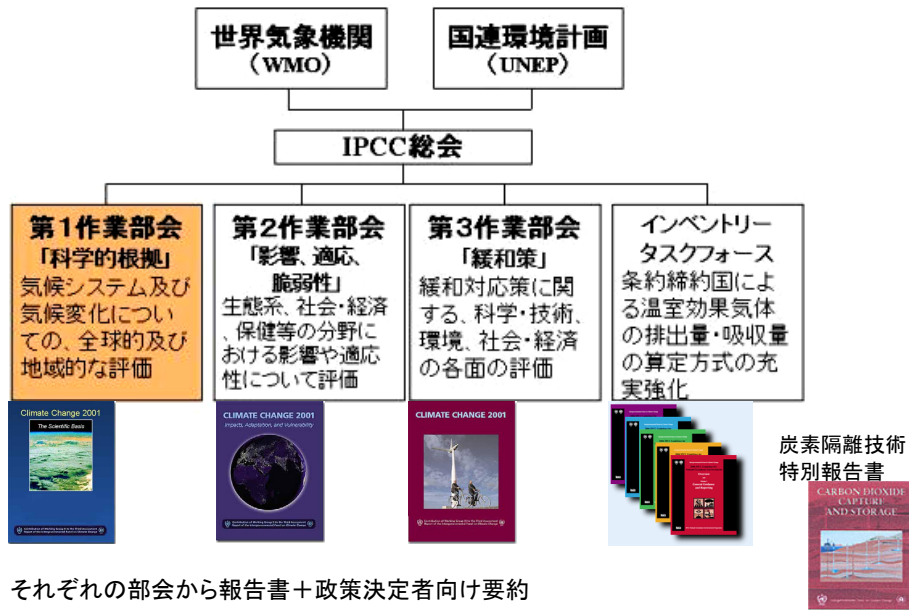 世界気象機関
（WMO）
国連環境計画
（UNEP）
IPCC総会
第1作業部会
「科学的根拠」
気候システム及び
気候変化につい
ての、全球的及び
地域的な評価
第2作業部会
「影響、適応、
脆弱性」
生態系、社会・経済
、保健等の分野に
おける影響や適応
性について評価
第3作業部会
「緩和策」
緩和対応策に関
する、科学・技術、
環境、社会・経済
の各面の評価
インベントリー
タスクフォース
条約締約国によ
る温室効果気体
の排出量・吸収量
の算定方式の充
実強化
Climate Change 2001
The Scientific Basis
CLIMATE CHANGE 2001
Impacts, Adaptation, and Vulnerability
CLIMATE CHANGE 2001
炭素隔離技術
特別報告書
CARBON DIOXIDE
CAPTURE
AND STORAGE
それぞれの部会から報告書＋政策決定者向け要約